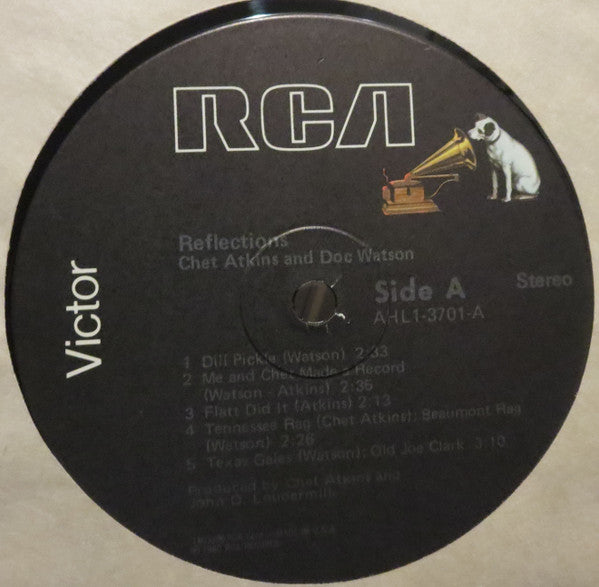 RCA
Reflections
Chet Atkins and Doc Watson
Victor
Stereo
Side A
AHL1-3701-A
1 Dill Pickle (Watson) 2:33
2 Me and Chet Made a Record
(Watson - Atkins) 2:36
3 Flatt Did It (Atkins) 2:13
4 Tennessee Rag (Chet Atkins); Beaumont Rag
(Watson) 2:26
5 Texas Gales (Watson); Old Joe Clark 3:10
Produced by Chet Atkins and
John D. Loudermilk